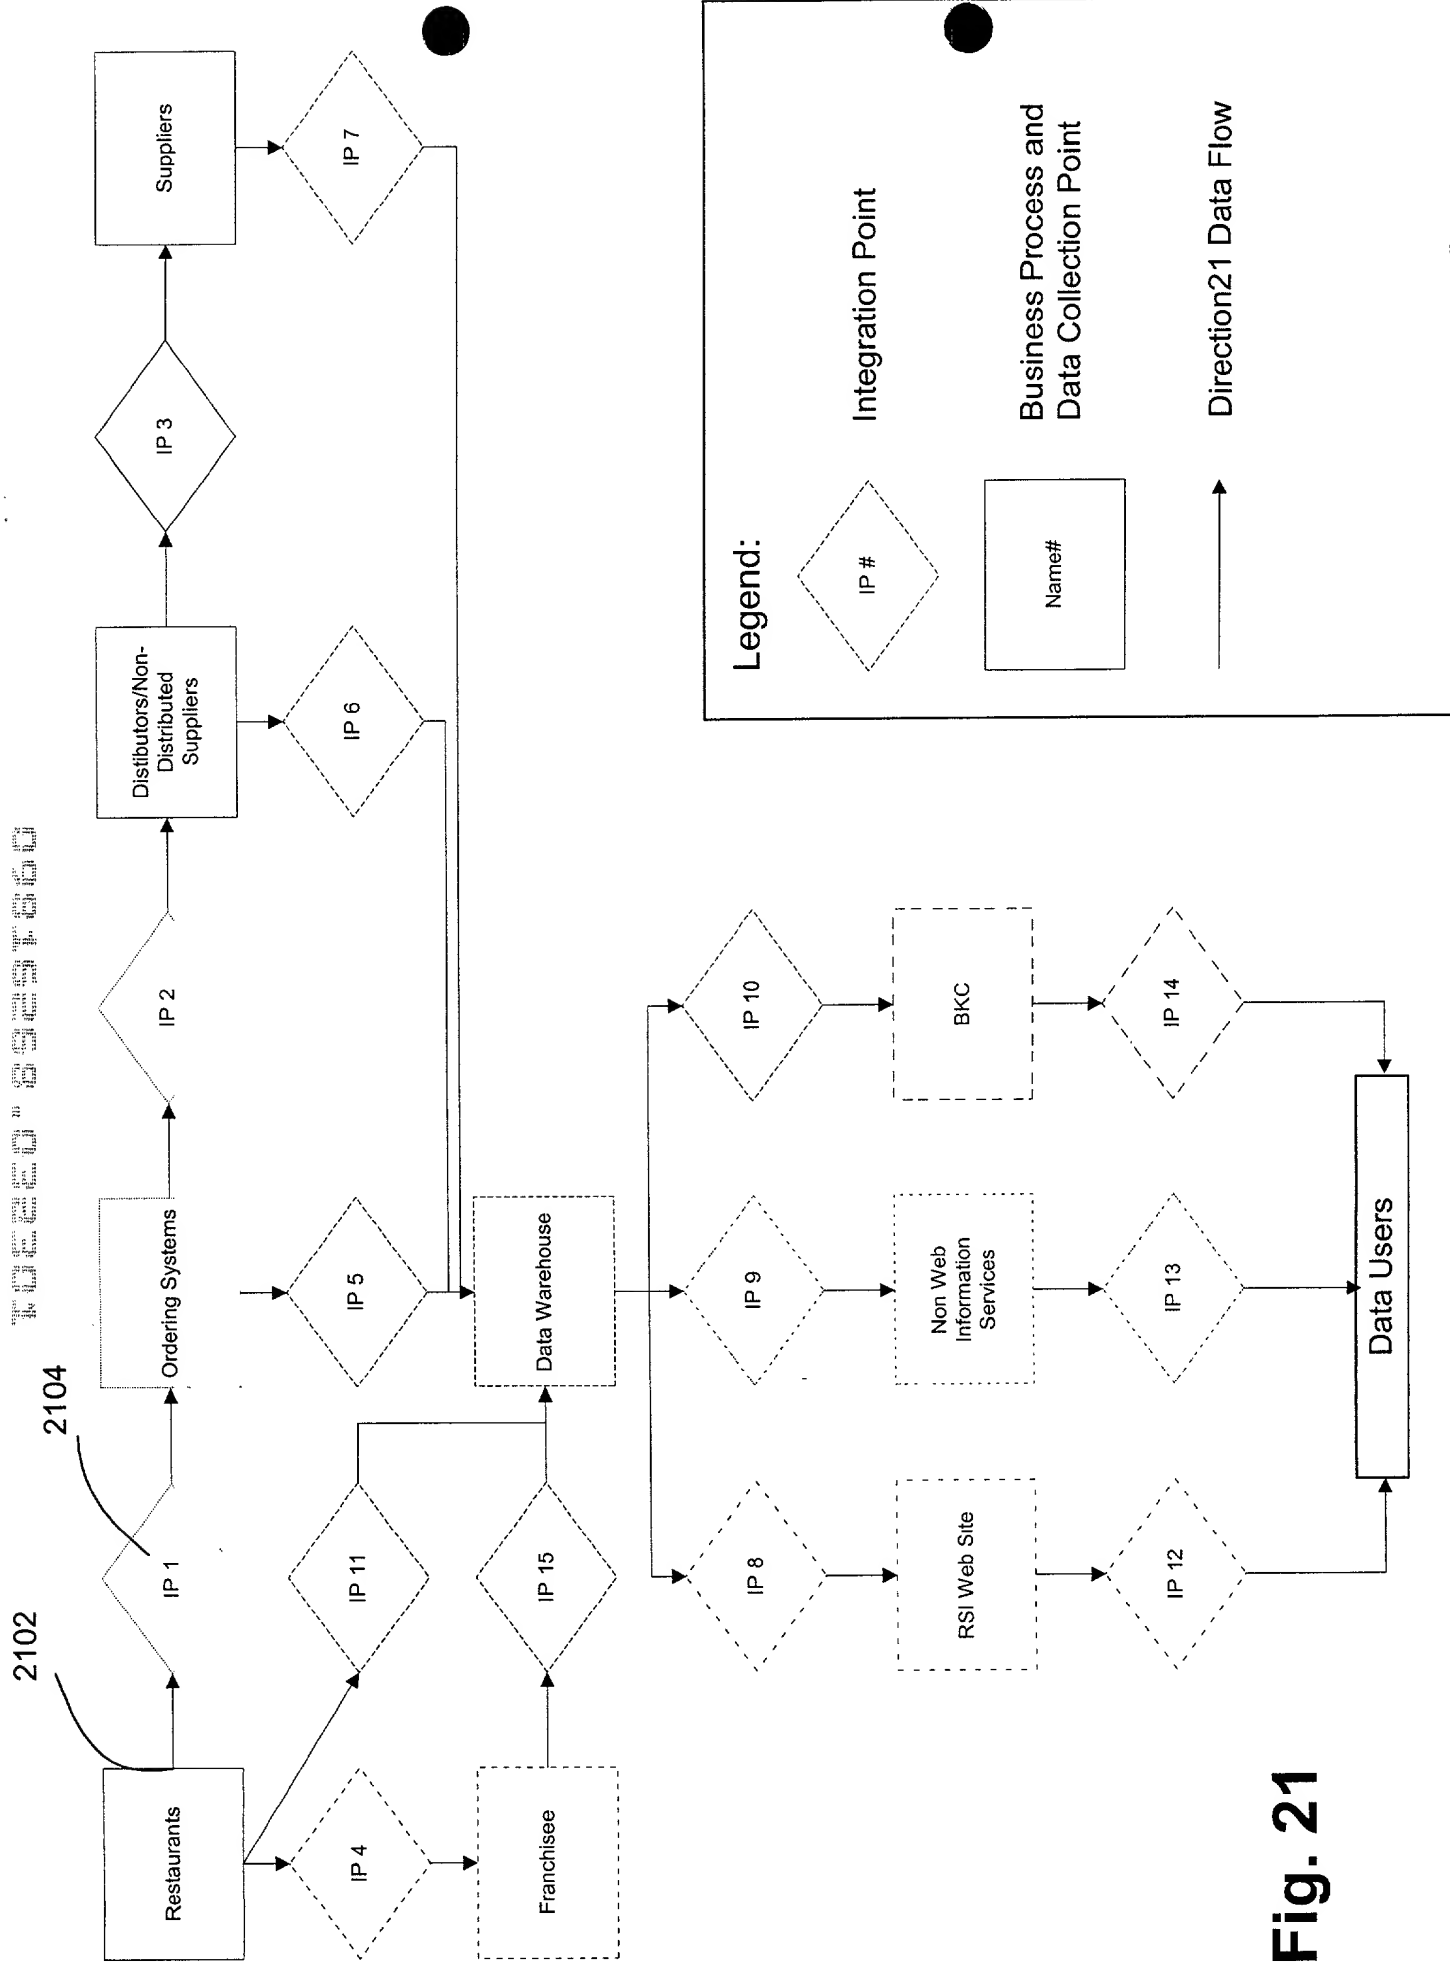 2102
2104
Restaurants
IP 1
Ordering Systems
IP 2
Distibutors/Non-
Distributed
Suppliers
IP 3
Suppliers
IP 4
IP 11
IP 5
IP 6
IP 7
Franchisee
IP 15
Data Warehouse
IP 8
IP 9
IP 10
RSI Web Site
Non Web
Information
Services
BKC
IP 12
IP 13
IP 14
Data Users
Legend:
IP #
Integration Point
Name#
Business Process and
Data Collection Point
Direction21 Data Flow
Fig. 21